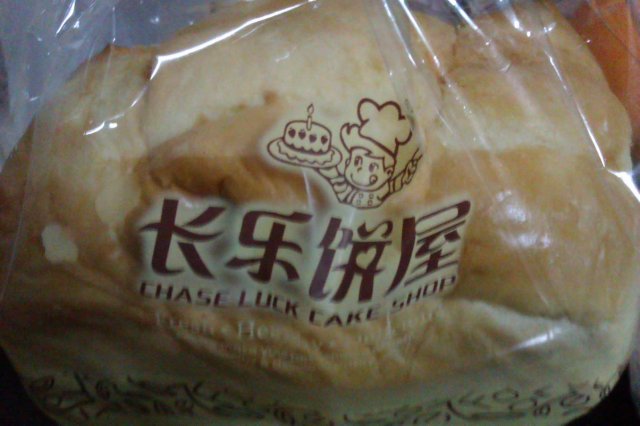 长乐饼屋
CHASE LUCK CAKE SHOP